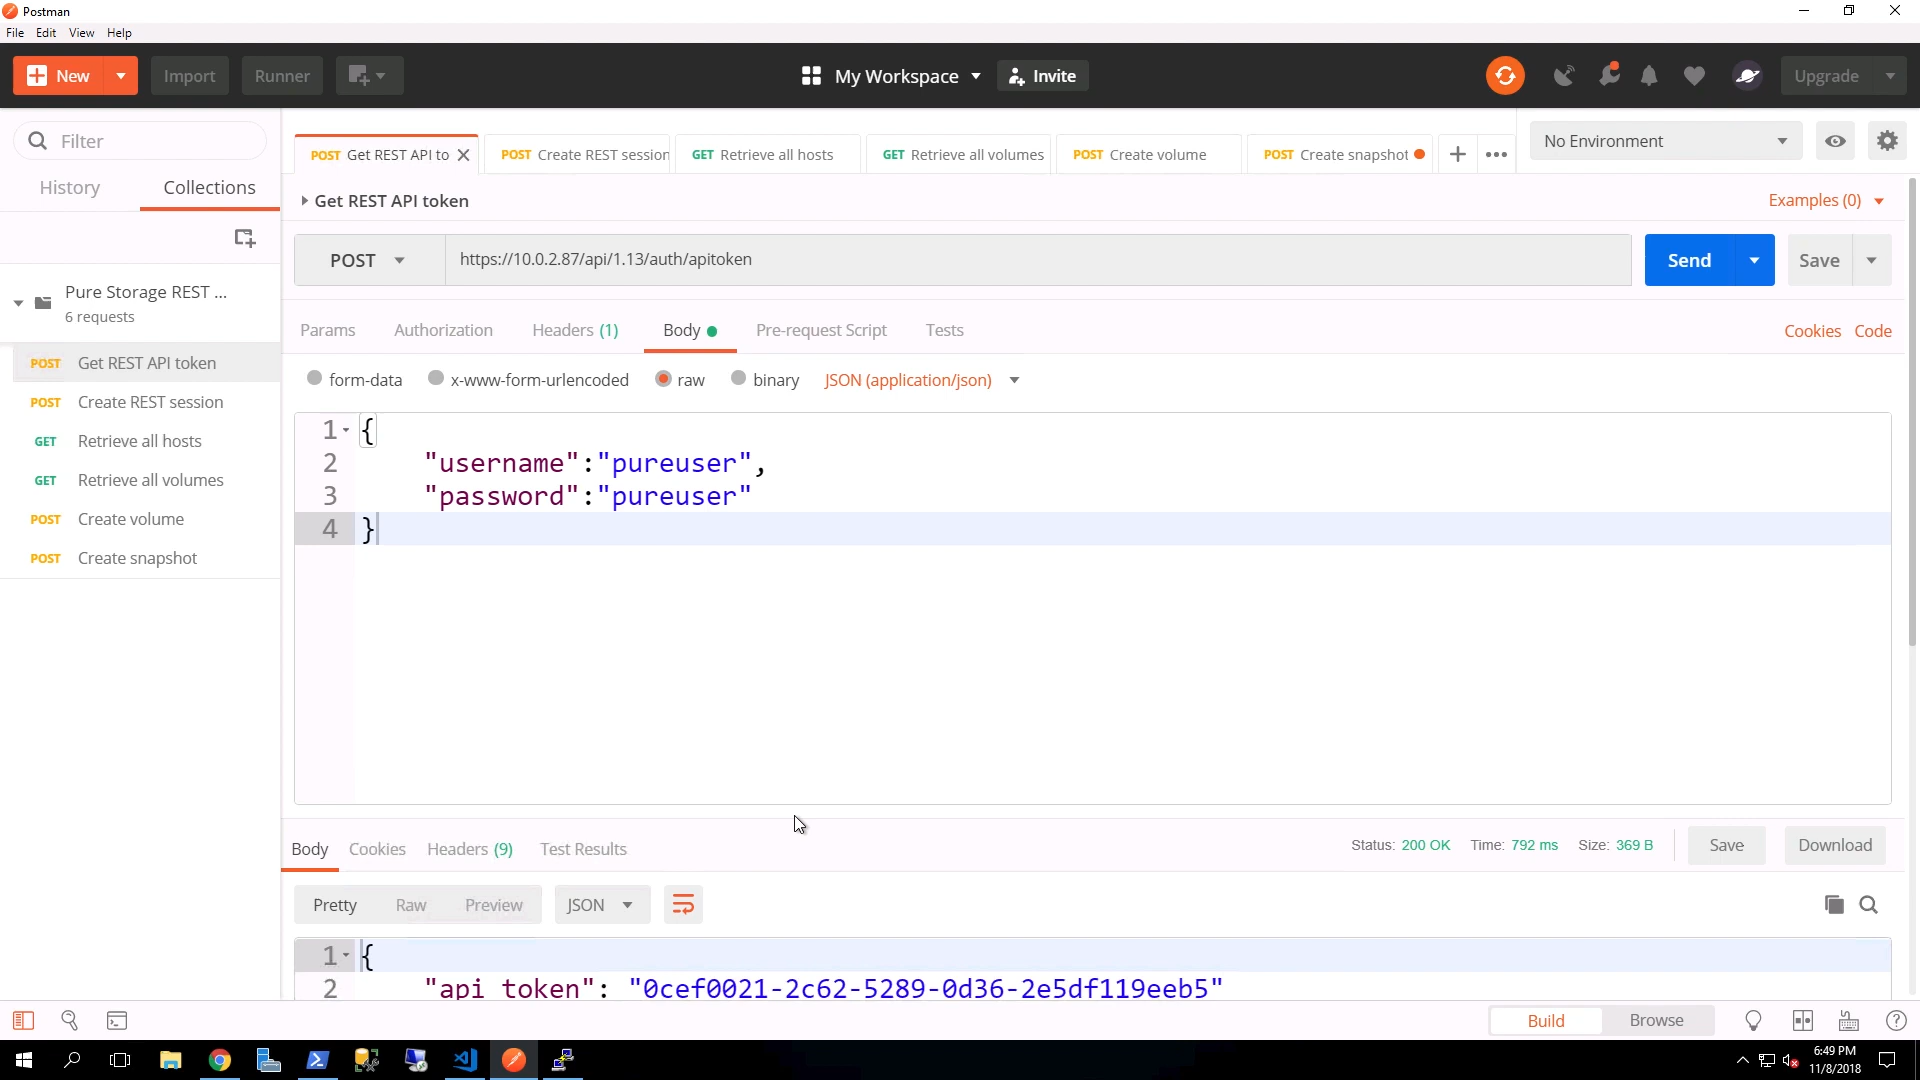 Postman
File Edit View Help
New Import Runner My Workspace Invite Upgrade
Filter
History Collections
Pure Storage REST ...
6 requests
POST Get REST API token
POST Create REST session
GET Retrieve all hosts
GET Retrieve all volumes
POST Create volume
POST Create snapshot
POST Get REST API to POST Create REST session GET Retrieve all hosts GET Retrieve all volumes POST Create volume POST Create snapshot
No Environment
Get REST API token Examples (0)
POST https://10.0.2.87/api/1.13/auth/apitoken Send Save
Params Authorization Headers (1) Body Pre-request Script Tests Cookies Code
form-data x-www-form-urlencoded raw binary JSON (application/json)
1 {
2 "username":"pureuser",
3 "password":"pureuser"
4 }
Body Cookies Headers (9) Test Results Status: 200 OK Time: 792 ms Size: 369 B Save Download
Pretty Raw Preview JSON
1 {
2 "api_token": "0cef0021-2c62-5289-0d36-2e5df119eeb5"
Build Browse
6:49 PM
11/8/2018